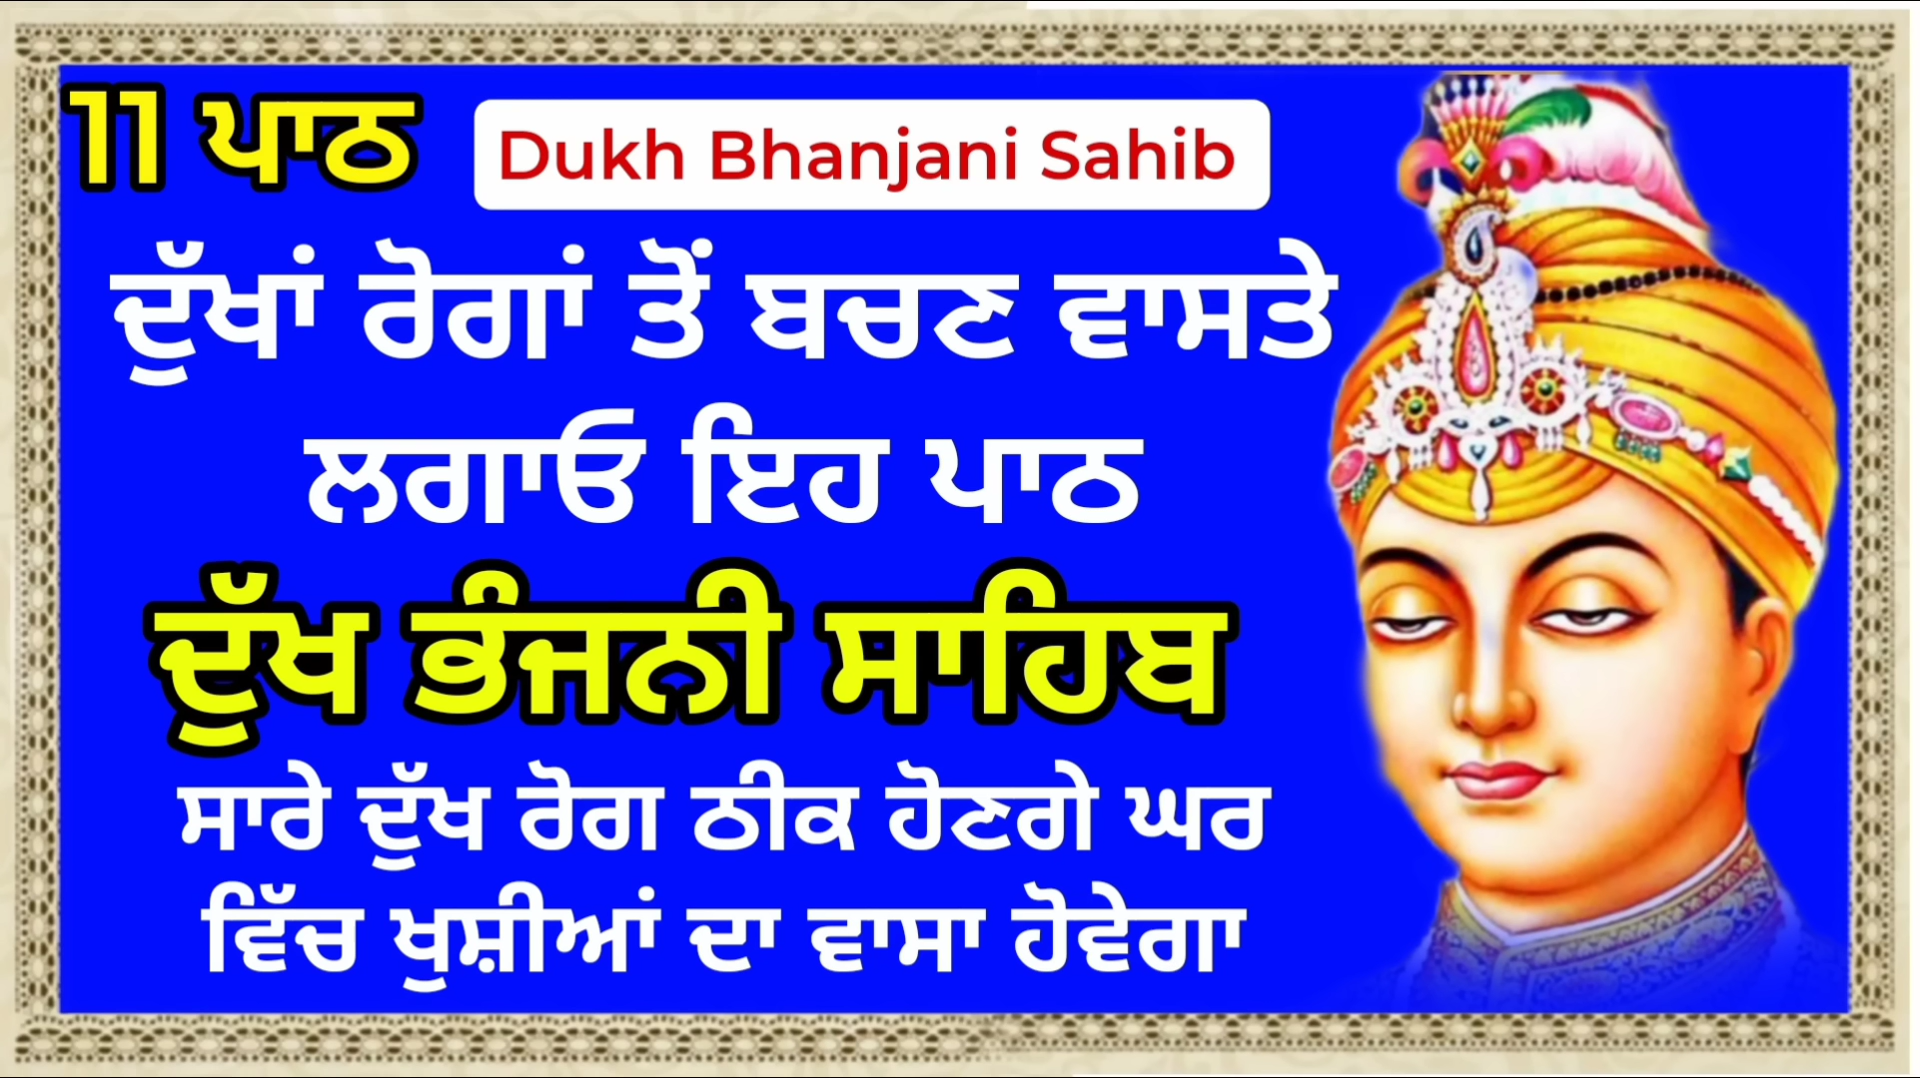 11 ਪਾਠ
Dukh Bhanjani Sahib
ਦੁੱਖਾਂ ਰੋਗਾਂ ਤੋਂ ਬਚਣ ਵਾਸਤੇ
ਲਗਾਓ ਇਹ ਪਾਠ
ਦੁੱਖ ਭੰਜਨੀ ਸਾਹਿਬ
ਸਾਰੇ ਦੁੱਖ ਰੋਗ ਠੀਕ ਹੋਣਗੇ ਘਰ
ਵਿੱਚ ਖੁਸ਼ੀਆਂ ਦਾ ਵਾਸਾ ਹੋਵੇਗਾ